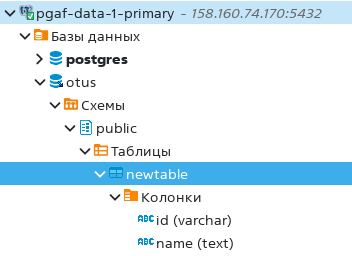 pgaf-data-1-primary - 158.160.74.170:5432
Базы данных
postgres
otus
Схемы
public
Таблицы
newtable
Колонки
ABC id (varchar)
ABC name (text)